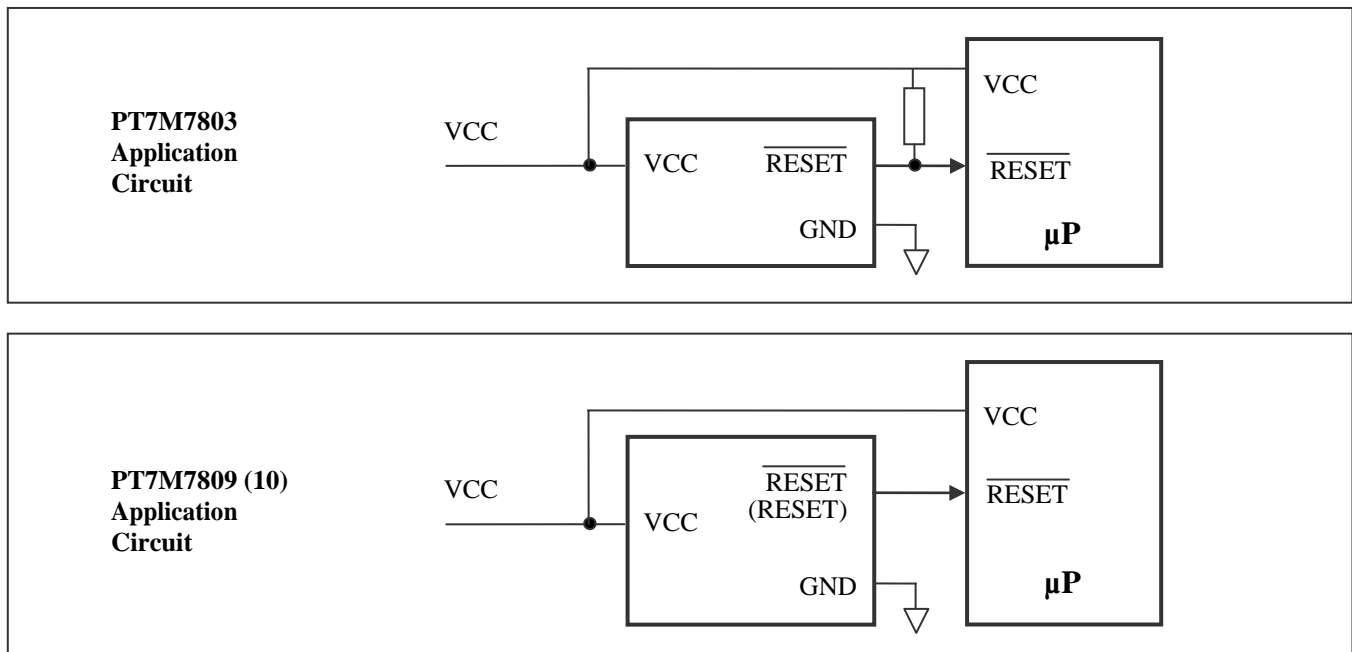 PT7M7803
Application
Circuit
VCC
VCC
RESET
GND
VCC
RESET
µP
PT7M7809 (10)
Application
Circuit
VCC
VCC
RESET
(RESET)
GND
VCC
RESET
µP